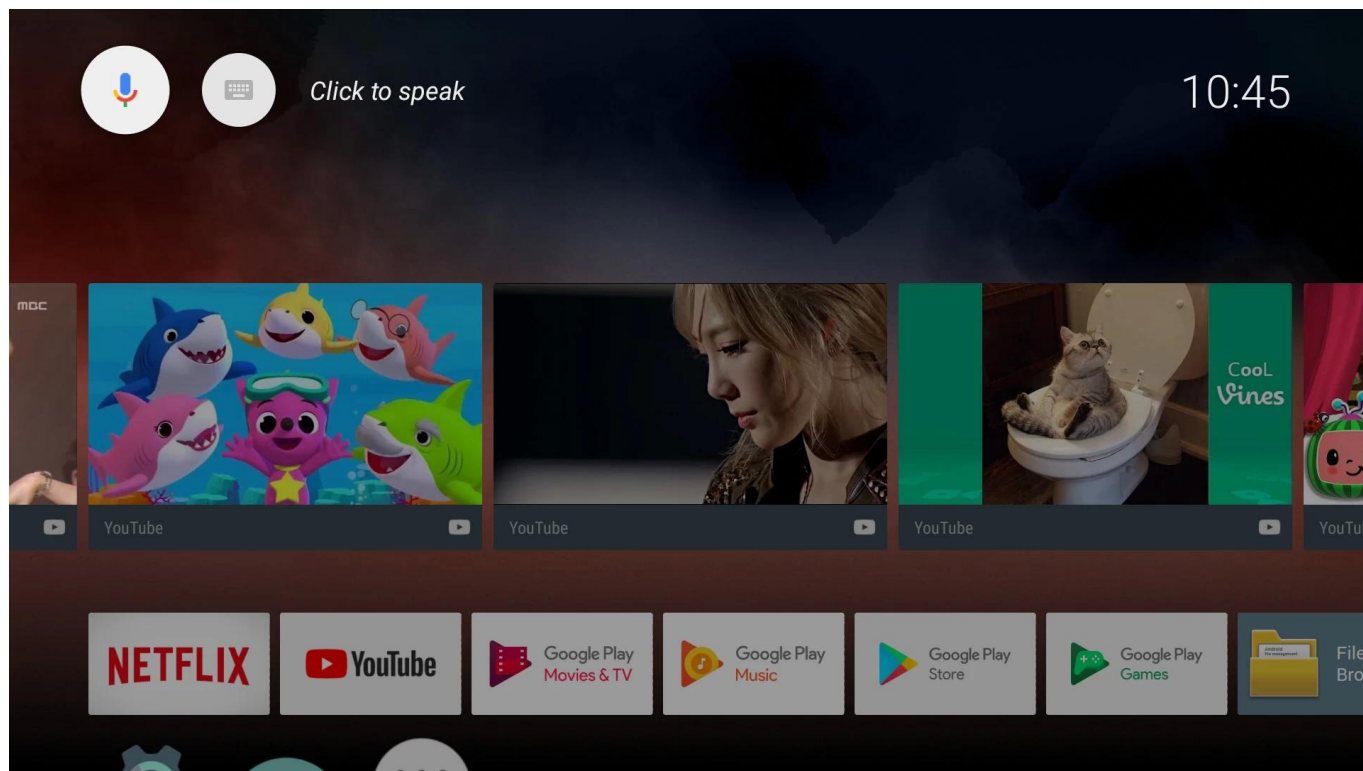 Click to speak
10:45
MBC
CooL
Vines
YouTube
YouTube
YouTube
YouTu
NETFLIX
YouTube
Google Play
Movies & TV
Google Play
Music
Google Play
Store
Google Play
Games
File
Bro